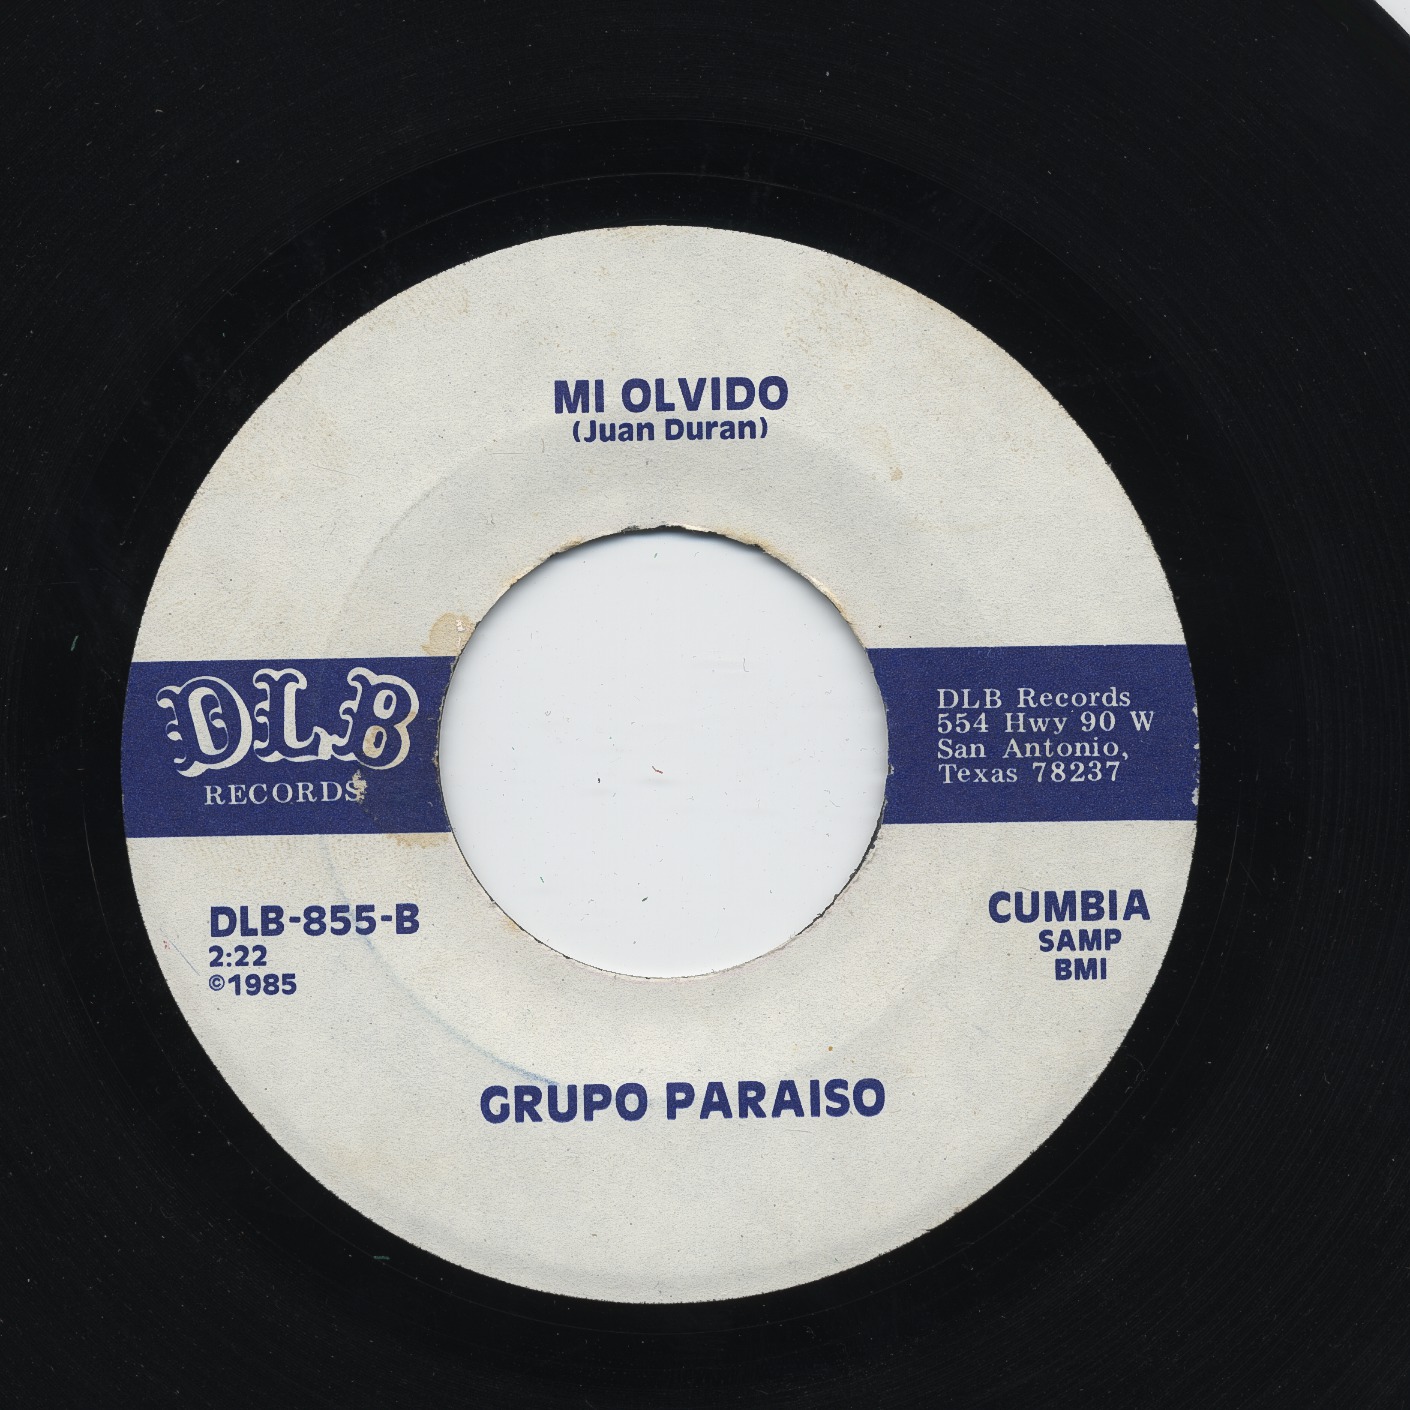 MI OLVIDO
(Juan Duran)
DLB
RECORDS
DLB Records
554 Hwy 90 W
San Antonio,
Texas 78237
DLB-855-B
2:22
©1985
CUMBIA
SAMP
BMI
GRUPO PARAISO